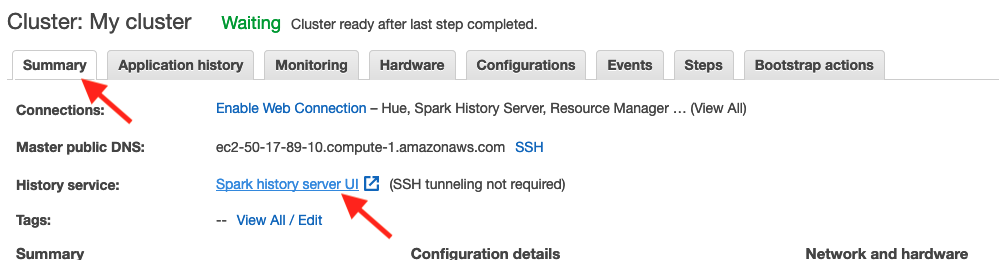 Cluster: My cluster Waiting Cluster ready after last step completed.
Summary Application history Monitoring Hardware Configurations Events Steps Bootstrap actions
Connections: Enable Web Connection – Hue, Spark History Server, Resource Manager … (View All)
Master public DNS: ec2-50-17-89-10.compute-1.amazonaws.com SSH
History service: Spark history server UI (SSH tunneling not required)
Tags: -- View All / Edit
Summary Configuration details Network and hardware